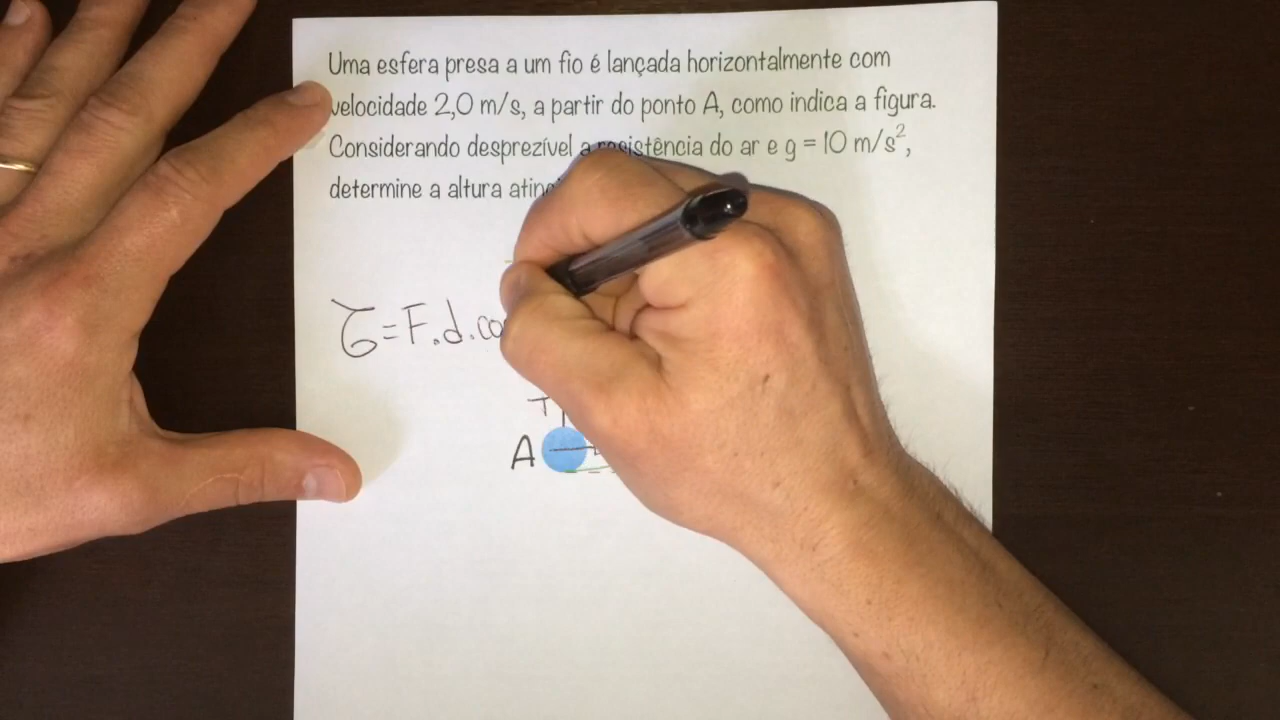 Uma esfera presa a um fio é lançada horizontalmente com
velocidade 2,0 m/s, a partir do ponto A, como indica a figura.
Considerando desprezível a resistência do ar e g = 10 m/s²,
determine a altura
τ=F.d.
T
A